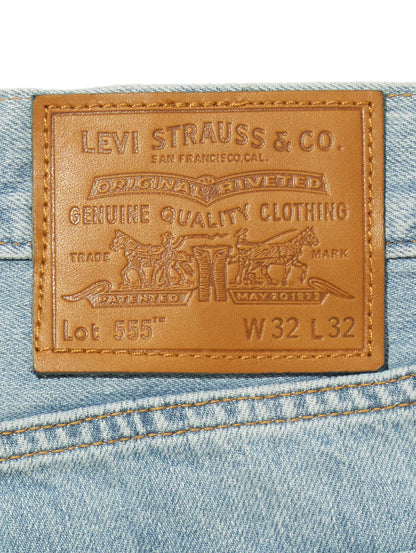 LEVI STRAUSS & CO.
SAN FRANCISCO, CAL.
ORIGINAL RIVETED
GENUINE QUALITY CLOTHING
TRADE MARK
PATENTED MAY 20 1873
Lot 555™ W 32 L 32